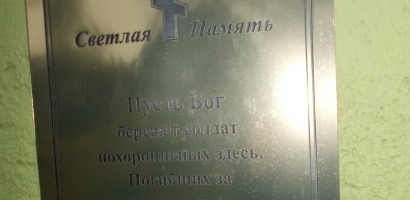 Светлая Память
Пусть Бог
бережёт солдат
похороненных здесь.
Погибших за